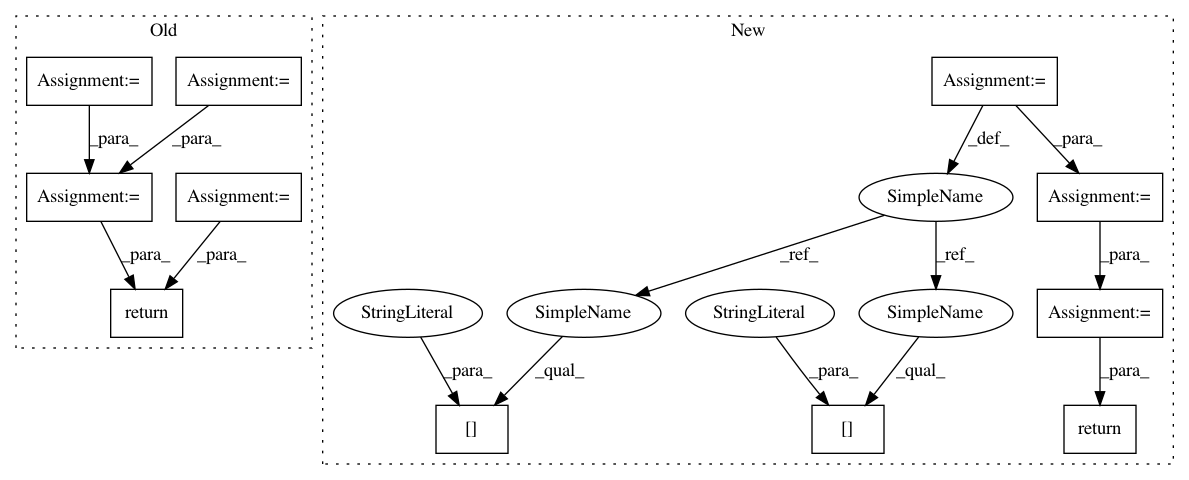 Old
New
Assignment:=
Assignment:=
Assignment:=
_para_
_para_
_def_
_para_
Assignment:=
Assignment:=
SimpleName
Assignment:=
_para_
_para_
_ref_
_ref_
_para_
return
StringLiteral
SimpleName
StringLiteral
SimpleName
Assignment:=
_para_
_qual_
_para_
_qual_
_para_
[]
[]
return